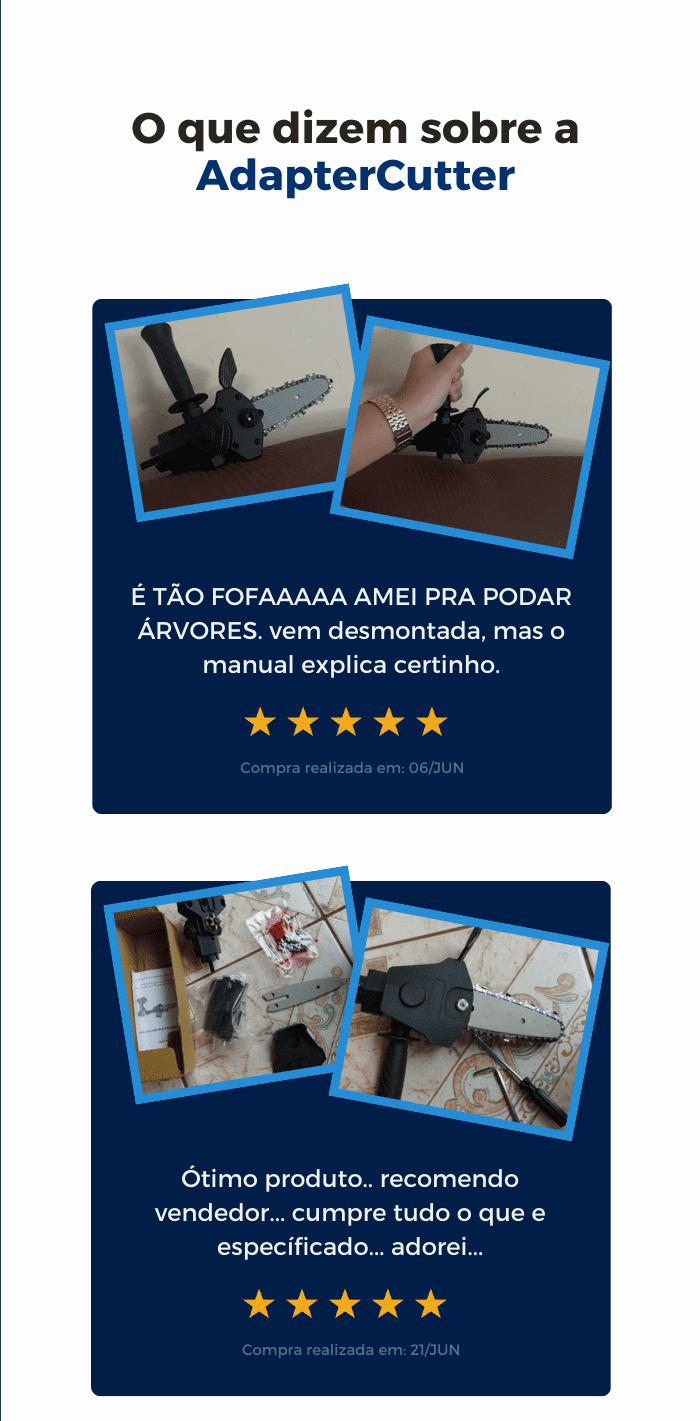 O que dizem sobre a
AdapterCutter
É TÃO FOFAAAAA AMEI PRA PODAR
ÁRVORES. vem desmontada, mas o
manual explica certinho.
Compra realizada em: 06/JUN
Ótimo produto.. recomendo
vendedor... cumpre tudo o que e
específicado... adorei...
Compra realizada em: 21/JUN